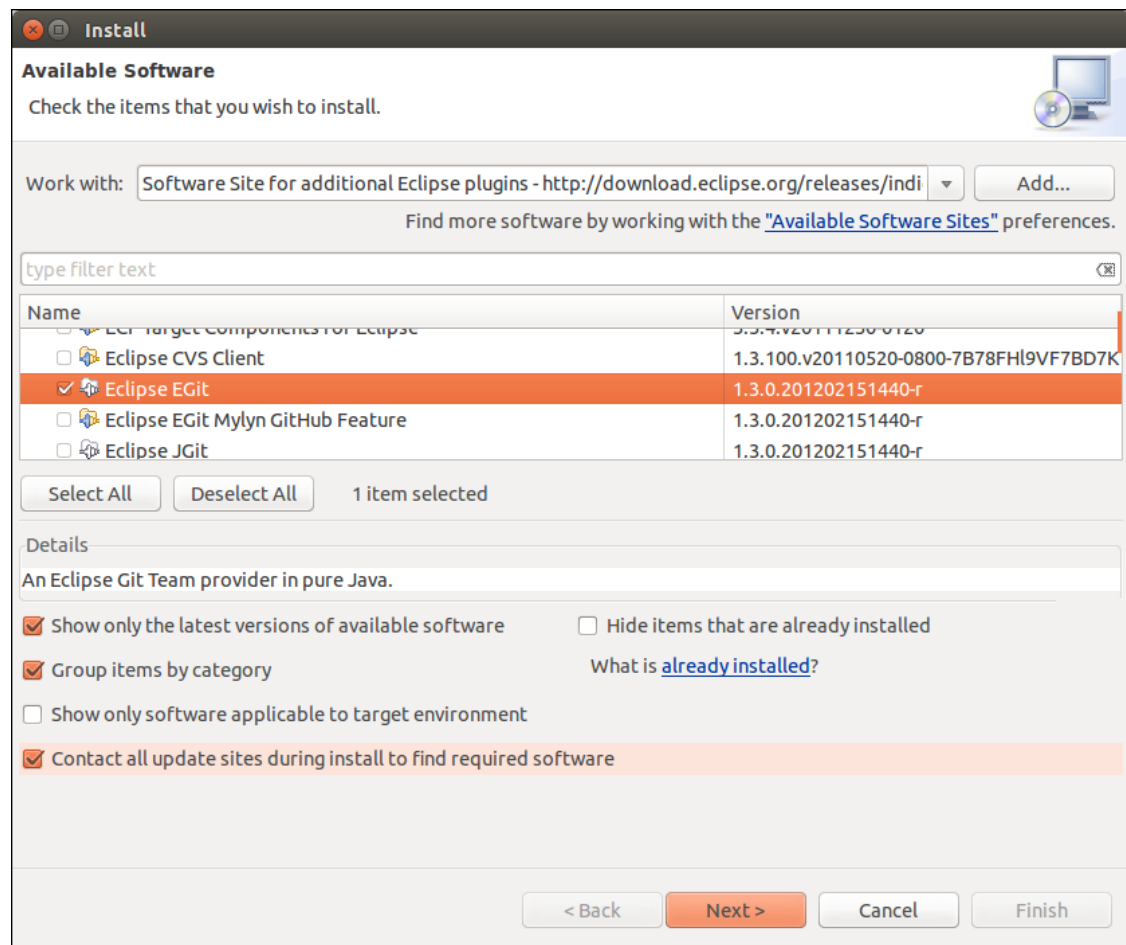 Install
Available Software
Check the items that you wish to install.
Work with: Software Site for additional Eclipse plugins - http://download.eclipse.org/releases/indi Add...
Find more software by working with the "Available Software Sites" preferences.
type filter text
Name Version
ECF Target Components for Eclipse
Eclipse CVS Client 1.3.100.v20110520-0800-7B78FHl9VF7BD7K
Eclipse EGit 1.3.0.201202151440-r
Eclipse EGit Mylyn GitHub Feature 1.3.0.201202151440-r
Eclipse JGit 1.3.0.201202151440-r
Select All Deselect All 1 item selected
Details
An Eclipse Git Team provider in pure Java.
Show only the latest versions of available software Hide items that are already installed
Group items by category What is already installed?
Show only software applicable to target environment
Contact all update sites during install to find required software
< Back Next > Cancel Finish